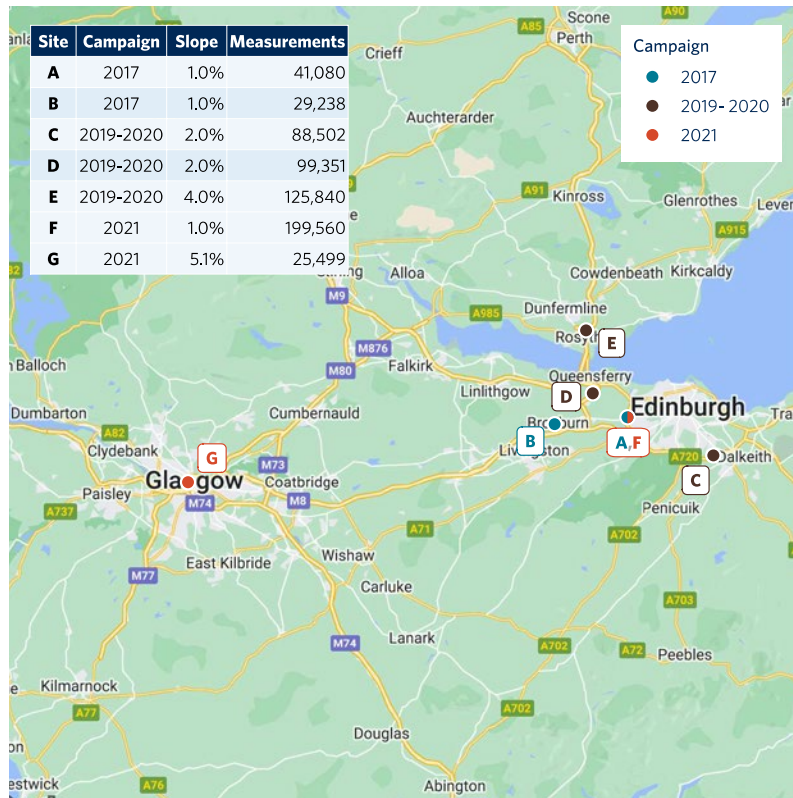 Site Campaign Slope Measurements
A 2017 1.0% 41,080
B 2017 1.0% 29,238
C 2019-2020 2.0% 88,502
D 2019-2020 2.0% 99,351
E 2019-2020 4.0% 125,840
F 2021 1.0% 199,560
G 2021 5.1% 25,499
Campaign
2017
2019-2020
2021
A90
Scone
A85
Perth
Crieff
Auchterarder
A91
Kinross
Glenrothes
A915
Alloa
Cowdenbeath
Kirkcaldy
M9
A985
Dunfermline
Rosyth
E
M876
Falkirk
M80
Balloch
Queensferry
Linlithgow
D
Dumbarton
Cumbernauld
Edinburgh
Broxburn
A82
Clydebank
B
Livingston
A,F
G
M73
A720
Dalkeith
Glasgow
Coatbridge
C
Paisley
M74
M8
A737
Penicuik
A71
A702
Wishaw
East Kilbride
M77
Carluke
A703
Lanark
M74
A702
A72
Peebles
Kilmarnock
A77
A702
Douglas
A76
Abington